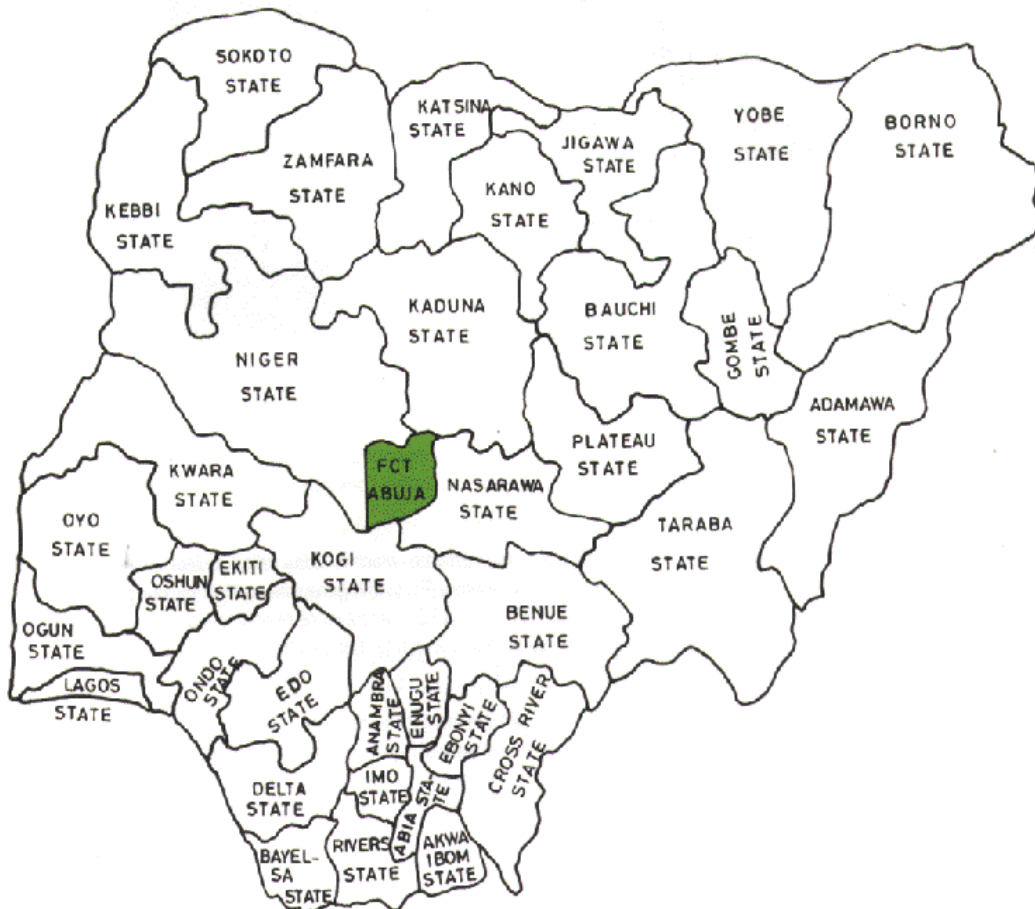 SOKOTO
STATE
KATSINA
STATE
YOBE
STATE
BORNO
STATE
JIGAWA
STATE
ZAMFARA
STATE
KANO
STATE
KEBBI
STATE
KADUNA
STATE
BAUCHI
STATE
GOMBE
STATE
NIGER
STATE
ADAMAWA
STATE
PLATEAU
STATE
FCT
ABUJA
NASARAWA
STATE
KWARA
STATE
OYO
STATE
TARABA
STATE
KOGI
STATE
OSHUN
STATE
EKITI
STATE
BENUE
STATE
OGUN
STATE
LAGOS
STATE
ONDO
STATE
EDO
STATE
ANAMBRA
STATE
ENUGU
STATE
EBONYI
STATE
CROSS RIVER
STATE
DELTA
STATE
IMO
STATE
ABIA STA-
TE
BAYEL-
SA
STATE
RIVERS
STATE
AKWA
IBOM
STATE